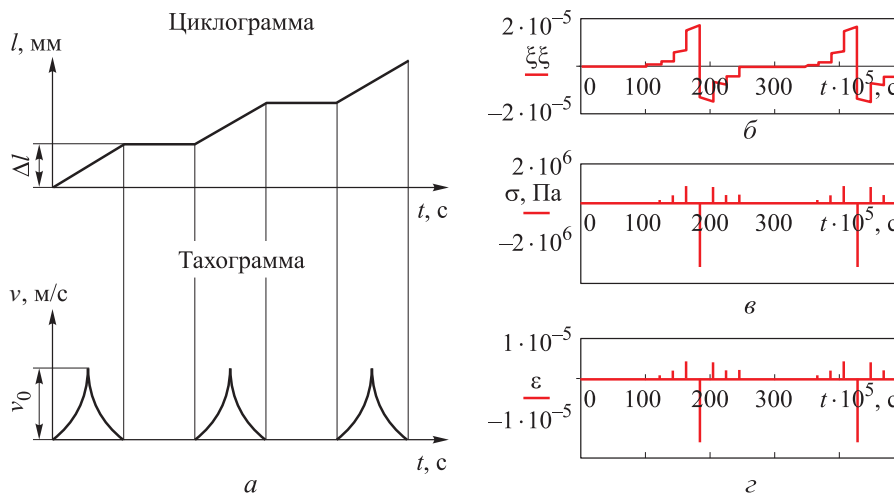 Циклограмма
l, мм
Δl
t, с
Тахограмма
v, м/с
v₀
t, с
а
2·10⁻⁵
ξξ
0 100 200 300 t·10⁵, с
−2·10⁻⁵
б
2·10⁶
σ, Па
0 100 200 300 t·10⁵, с
−2·10⁶
в
1·10⁻⁵
ε
0 100 200 300 t·10⁵, с
−1·10⁻⁵
г